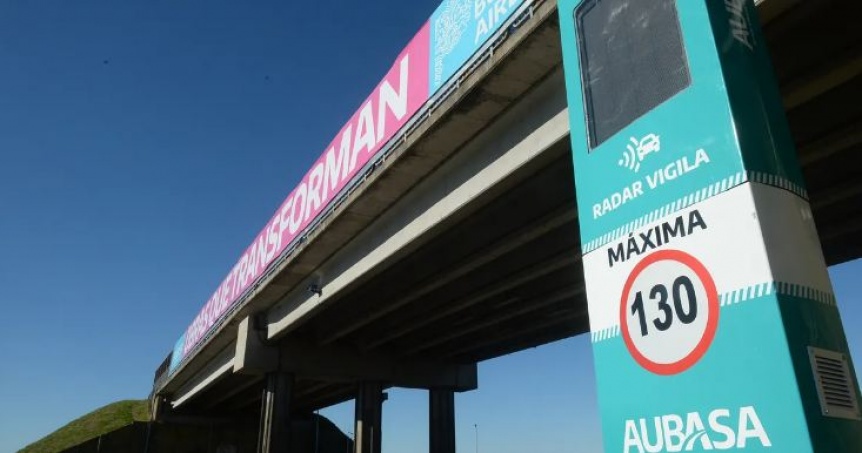 OBRAS QUE TRANSFORMAN
RADAR VIGILA
MÁXIMA
130
AUBASA